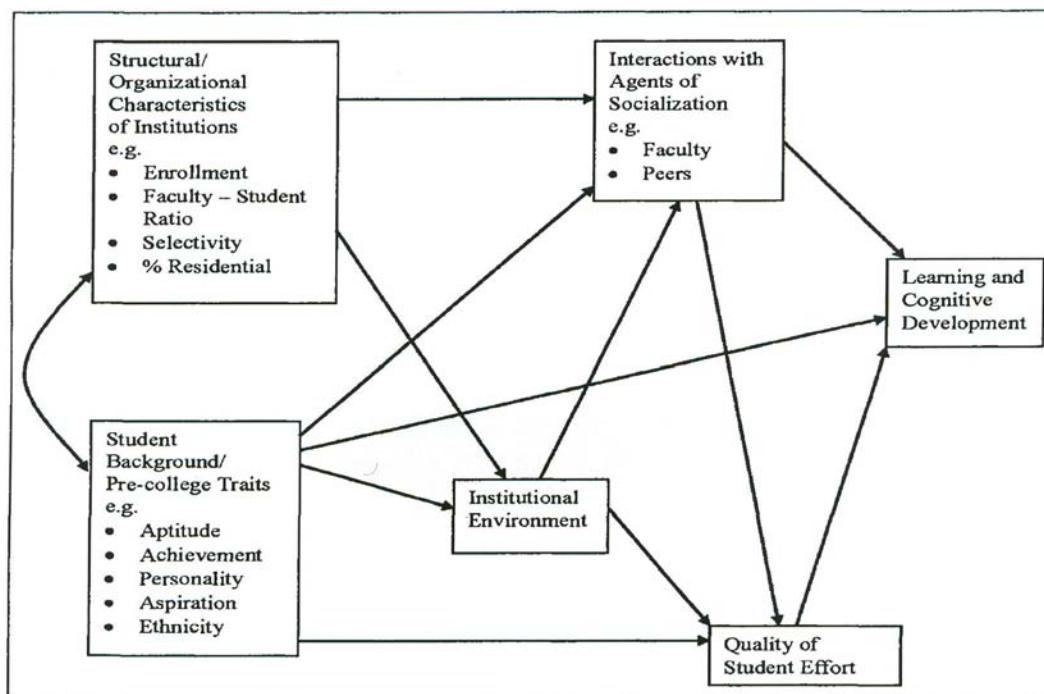 Structural/
Organizational
Characteristics
of Institutions
e.g.
• Enrollment
• Faculty – Student
Ratio
• Selectivity
• % Residential
Interactions with
Agents of
Socialization
e.g.
• Faculty
• Peers
Learning and
Cognitive
Development
Student
Background/
Pre-college Traits
e.g.
• Aptitude
• Achievement
• Personality
• Aspiration
• Ethnicity
Institutional
Environment
Quality of
Student Effort